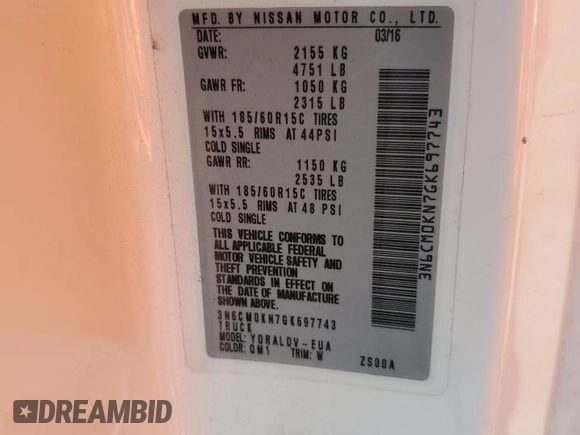 MFD. BY NISSAN MOTOR CO., LTD.
DATE: 03/16
GVWR: 2155 KG
4751 LB
GAWR FR: 1050 KG
2315 LB
WITH 185/60R15C TIRES
15x5.5 RIMS AT 44PSI
COLD SINGLE
GAWR RR: 1150 KG
2535 LB
WITH 185/60R15C TIRES
15x5.5 RIMS AT 48 PSI
COLD SINGLE
THIS VEHICLE CONFORMS TO
ALL APPLICABLE FEDERAL
MOTOR VEHICLE SAFETY AND
THEFT PREVENTION
STANDARDS IN EFFECT ON
THE DATE OF MANUFACTURE
SHOWN ABOVE.
3N6CM0KN7GK697743
TRUCK
MODEL: YDRALDV-EUA
COLOR: QM1 TRIM: W ZS00A
3N6CM0KN7GK697743
DREAMBID